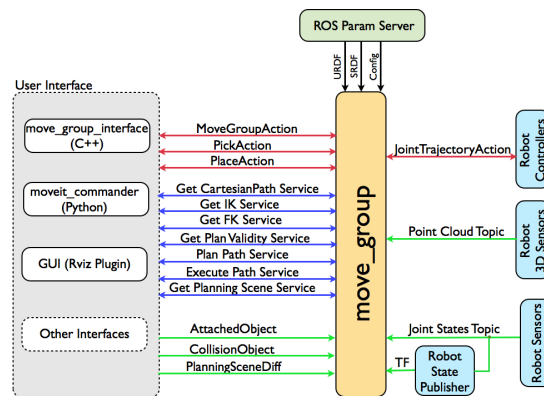 ROS Param Server
URDF
SRDF
Config
User Interface
move_group_interface
(C++)
moveit_commander
(Python)
GUI (Rviz Plugin)
Other Interfaces
MoveGroupAction
PickAction
PlaceAction
Get CartesianPath Service
Get IK Service
Get FK Service
Get Plan Validity Service
Plan Path Service
Execute Path Service
Get Planning Scene Service
AttachedObject
CollisionObject
PlanningSceneDiff
move_group
JointTrajectoryAction
Point Cloud Topic
Joint States Topic
TF
Robot
State
Publisher
Robot
Controllers
Robot
3D Sensors
Robot Sensors